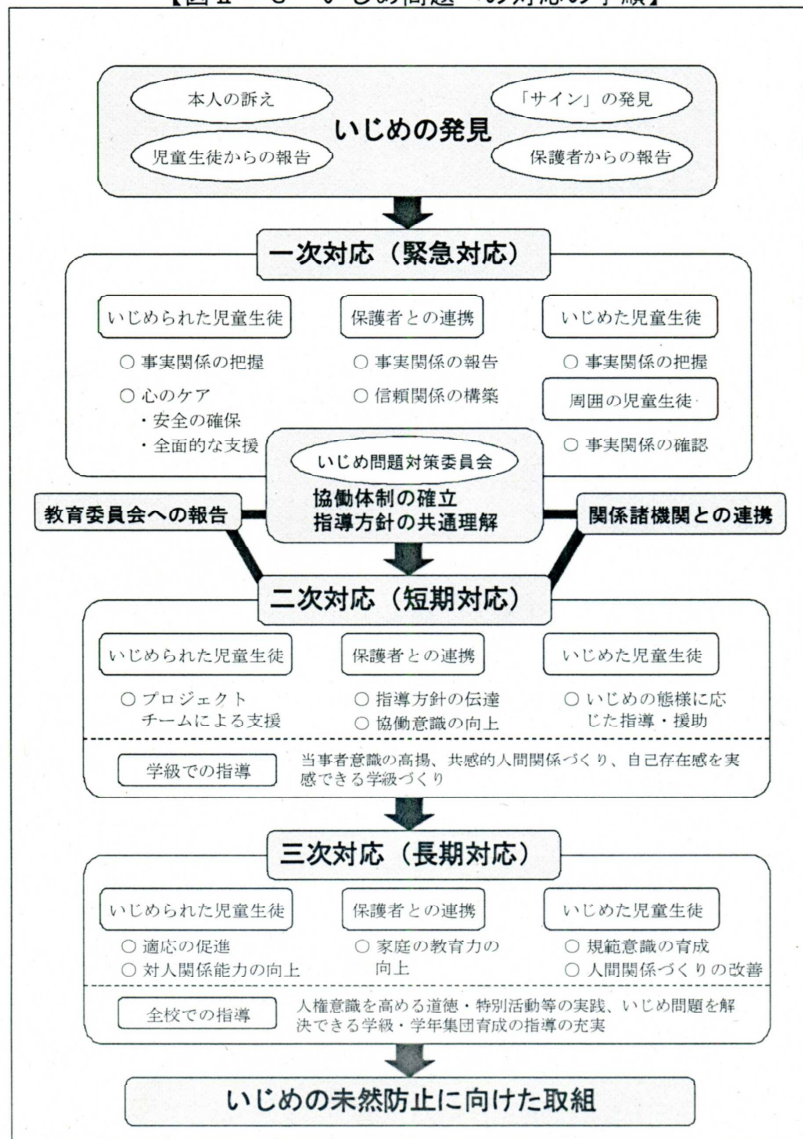 いじめ問題への対応の手順】
本人の訴え
「サイン」の発見
いじめの発見
児童生徒からの報告
保護者からの報告
一次対応(緊急対応)
いじめられた児童生徒
○ 事実関係の把握
○ 心のケア
・安全の確保
・全面的な支援
保護者との連携
○ 事実関係の報告
○ 信頼関係の構築
いじめた児童生徒
○ 事実関係の把握
周囲の児童生徒
○ 事実関係の確認
いじめ問題対策委員会
協働体制の確立
指導方針の共通理解
教育委員会への報告
関係諸機関との連携
二次対応(短期対応)
いじめられた児童生徒
○ プロジェクト
チームによる支援
保護者との連携
○ 指導方針の伝達
○ 協働意識の向上
いじめた児童生徒
○ いじめの態様に応
じた指導・援助
学級での指導
当事者意識の高揚、共感的人間関係づくり、自己存在感を実
感できる学級づくり
三次対応(長期対応)
いじめられた児童生徒
○ 適応の促進
○ 対人関係能力の向上
保護者との連携
○ 家庭の教育力の
向上
いじめた児童生徒
○ 規範意識の育成
○ 人間関係づくりの改善
全校での指導
人権意識を高める道徳・特別活動等の実践、いじめ問題を解
決できる学級・学年集団育成の指導の充実
いじめの未然防止に向けた取組